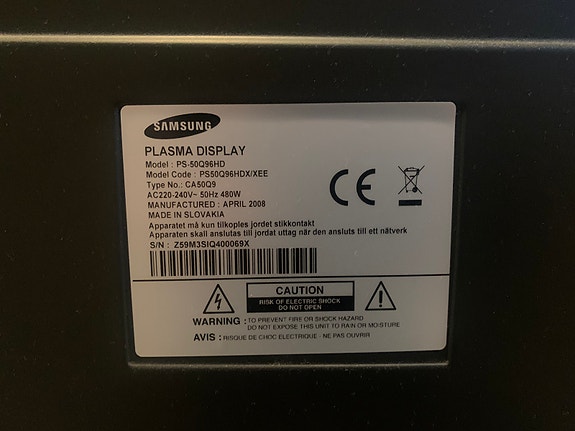 SAMSUNG
PLASMA DISPLAY
Model : PS-50Q96HD
Model Code : PS50Q96HDX/XEE
Type No.: CA50Q9
AC220-240V~ 50Hz 480W
MANUFACTURED : APRIL 2008
MADE IN SLOVAKIA
Apparatet må kun tilkoples jordet stikkontakt
Apparaten skall anslutas till jordat uttag när den ansluts till ett nätverk
S/N : Z59M3SIQ400069X
CE
CAUTION
RISK OF ELECTRIC SHOCK
DO NOT OPEN
WARNING : TO PREVENT FIRE OR SHOCK HAZARD
DO NOT EXPOSE THIS UNIT TO RAIN OR MOISTURE
AVIS : RISQUE DE CHOC ELECTRIQUE - NE PAS OUVRIR